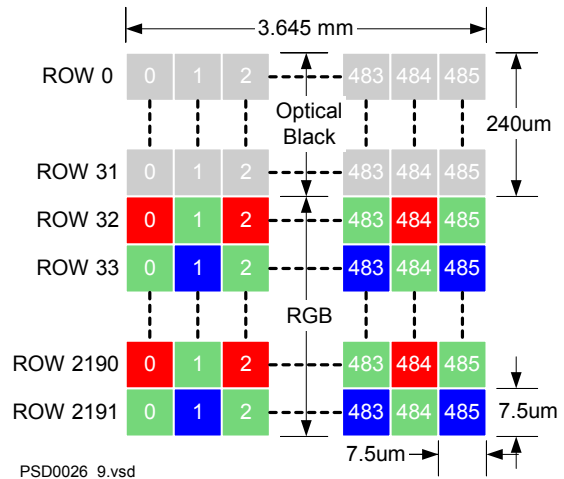 3.645 mm
ROW 0 0 1 2 483 484 485
Optical
Black
240um
ROW 31 0 1 2 483 484 485
ROW 32 0 1 2 483 484 485
ROW 33 0 1 2 483 484 485
RGB
ROW 2190 0 1 2 483 484 485
ROW 2191 0 1 2 483 484 485
7.5um
7.5um
PSD0026 9.vsd